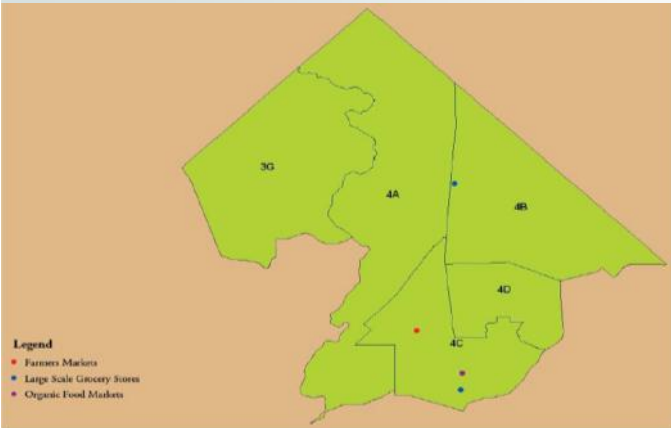 3G
4A
4B
4D
4C
Legend
Farmers Markets
Large Scale Grocery Stores
Organic Food Markets